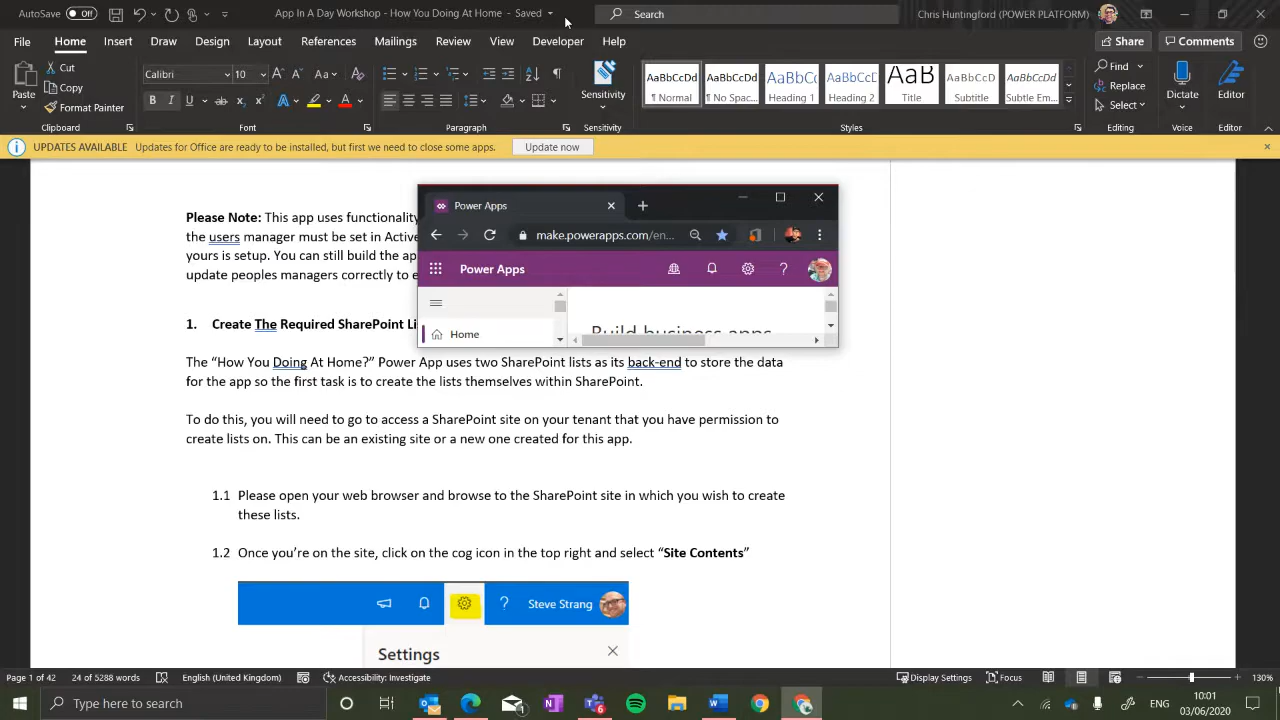 AutoSave Off App In A Day Workshop - How You Doing At Home - Saved Search Chris Huntingford (POWER PLATFORM)
File Home Insert Draw Design Layout References Mailings Review View Developer Help Share Comments
Paste Cut Copy Format Painter
Calibri 10
Sensitivity
AaBbCcDd AaBbCcDd AaBbC AaBbCcD AaB AaBbCcD AaBbCcDd
¶ Normal ¶ No Spac... Heading 1 Heading 2 Title Subtitle Subtle Em...
Find Replace Select
Dictate Editor
Clipboard Font Paragraph Sensitivity Styles Editing Voice Editor
UPDATES AVAILABLE Updates for Office are ready to be installed, but first we need to close some apps. Update now
Please Note: This app uses functionality
the users manager must be set in Active
yours is setup. You can still build the ap
update peoples managers correctly to e
Power Apps
make.powerapps.com/en...
Power Apps
Build business apps
Home
1. Create The Required SharePoint Li
The “How You Doing At Home?” Power App uses two SharePoint lists as its back-end to store the data
for the app so the first task is to create the lists themselves within SharePoint.
To do this, you will need to go to access a SharePoint site on your tenant that you have permission to
create lists on. This can be an existing site or a new one created for this app.
1.1 Please open your web browser and browse to the SharePoint site in which you wish to create
these lists.
1.2 Once you’re on the site, click on the cog icon in the top right and select “Site Contents”
? Steve Strang
Settings
Page 1 of 42 24 of 5288 words English (United Kingdom) Accessibility: Investigate Display Settings Focus 130%
Type here to search
ENG 10:01
03/06/2020